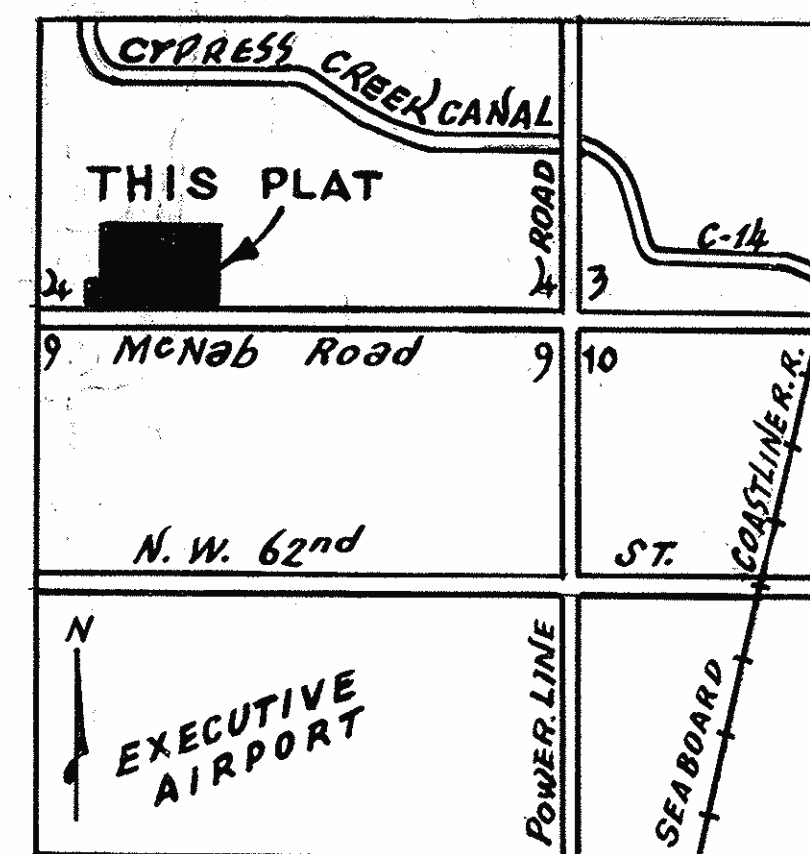 CYPRESS CREEK CANAL
THIS PLAT
ROAD
C-14
4
4
3
9
McNab Road
9
10
COASTLINE R.R.
N.W. 62nd
ST.
N
EXECUTIVE
AIRPORT
POWER.LINE
SEABOARD